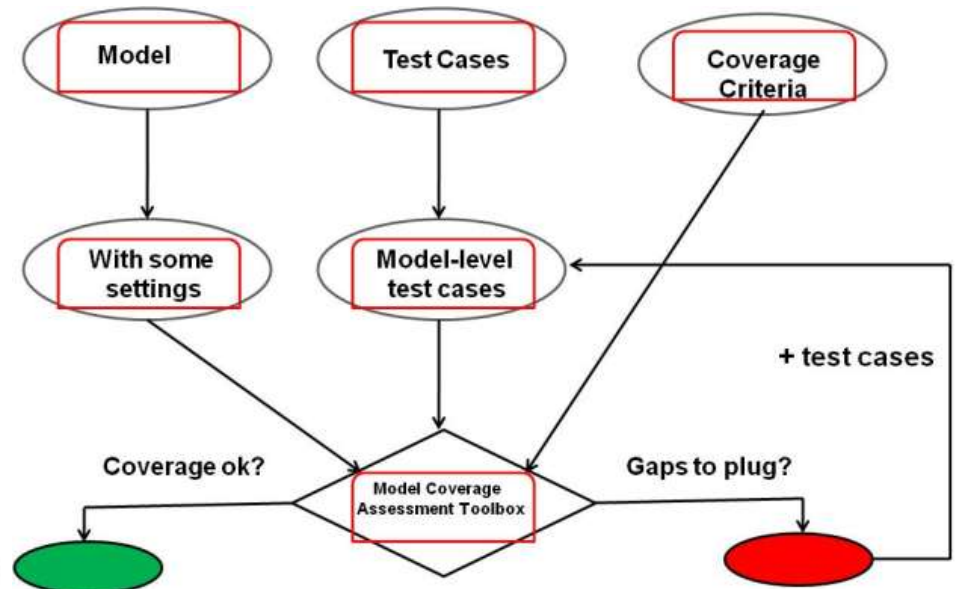 Model
Test Cases
Coverage
Criteria
With some
settings
Model-level
test cases
+ test cases
Coverage ok?
Gaps to plug?
Model Coverage
Assessment Toolbox